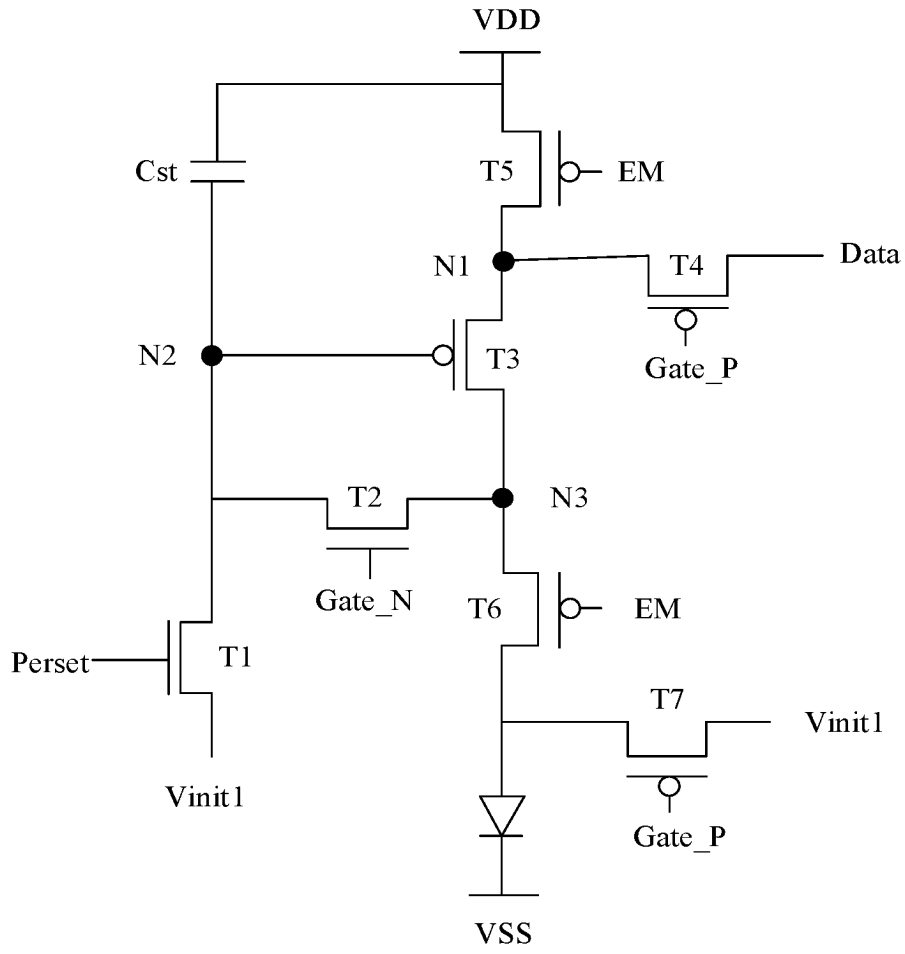 VDD
Cst
T5
EM
N1
T4
Data
N2
T3
Gate_P
T2
N3
Gate_N
T6
EM
Perset
T1
T7
Vinit1
Vinit1
Gate_P
VSS